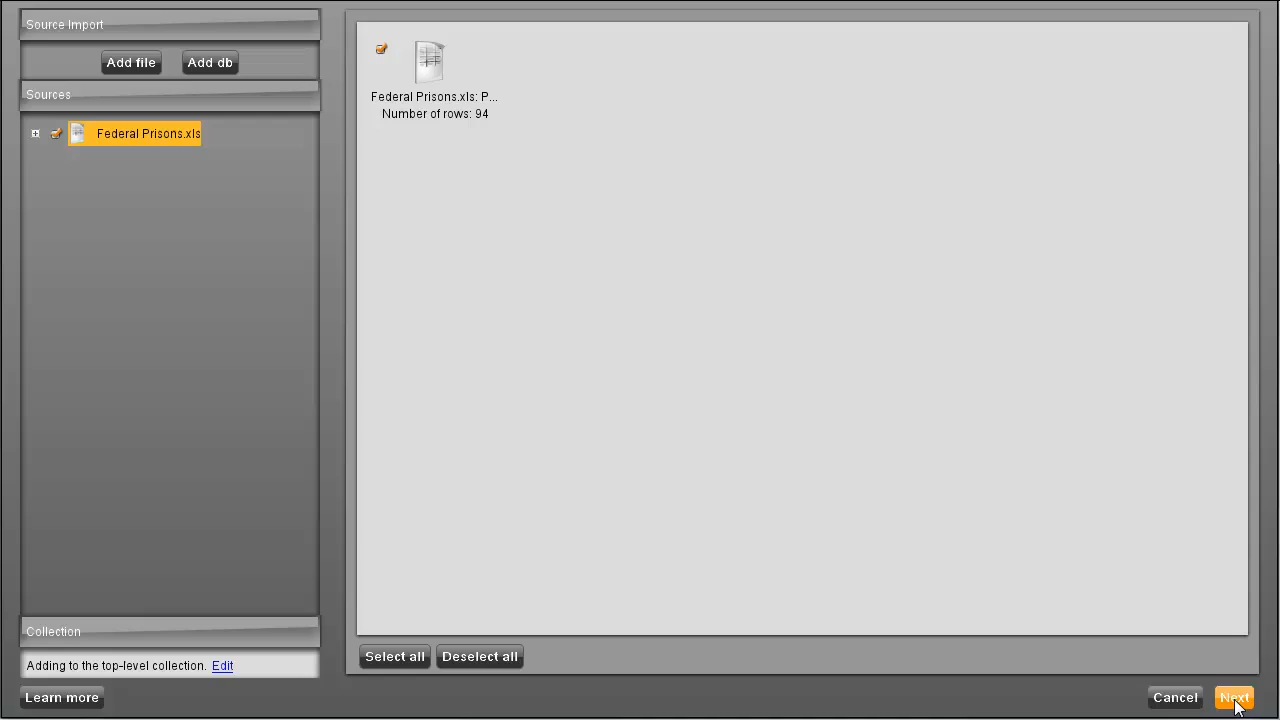 Source Import
Add file
Add db
Sources
Federal Prisons.xls
Federal Prisons.xls: P...
Number of rows: 94
Collection
Adding to the top-level collection. Edit
Select all
Deselect all
Learn more
Cancel
Next